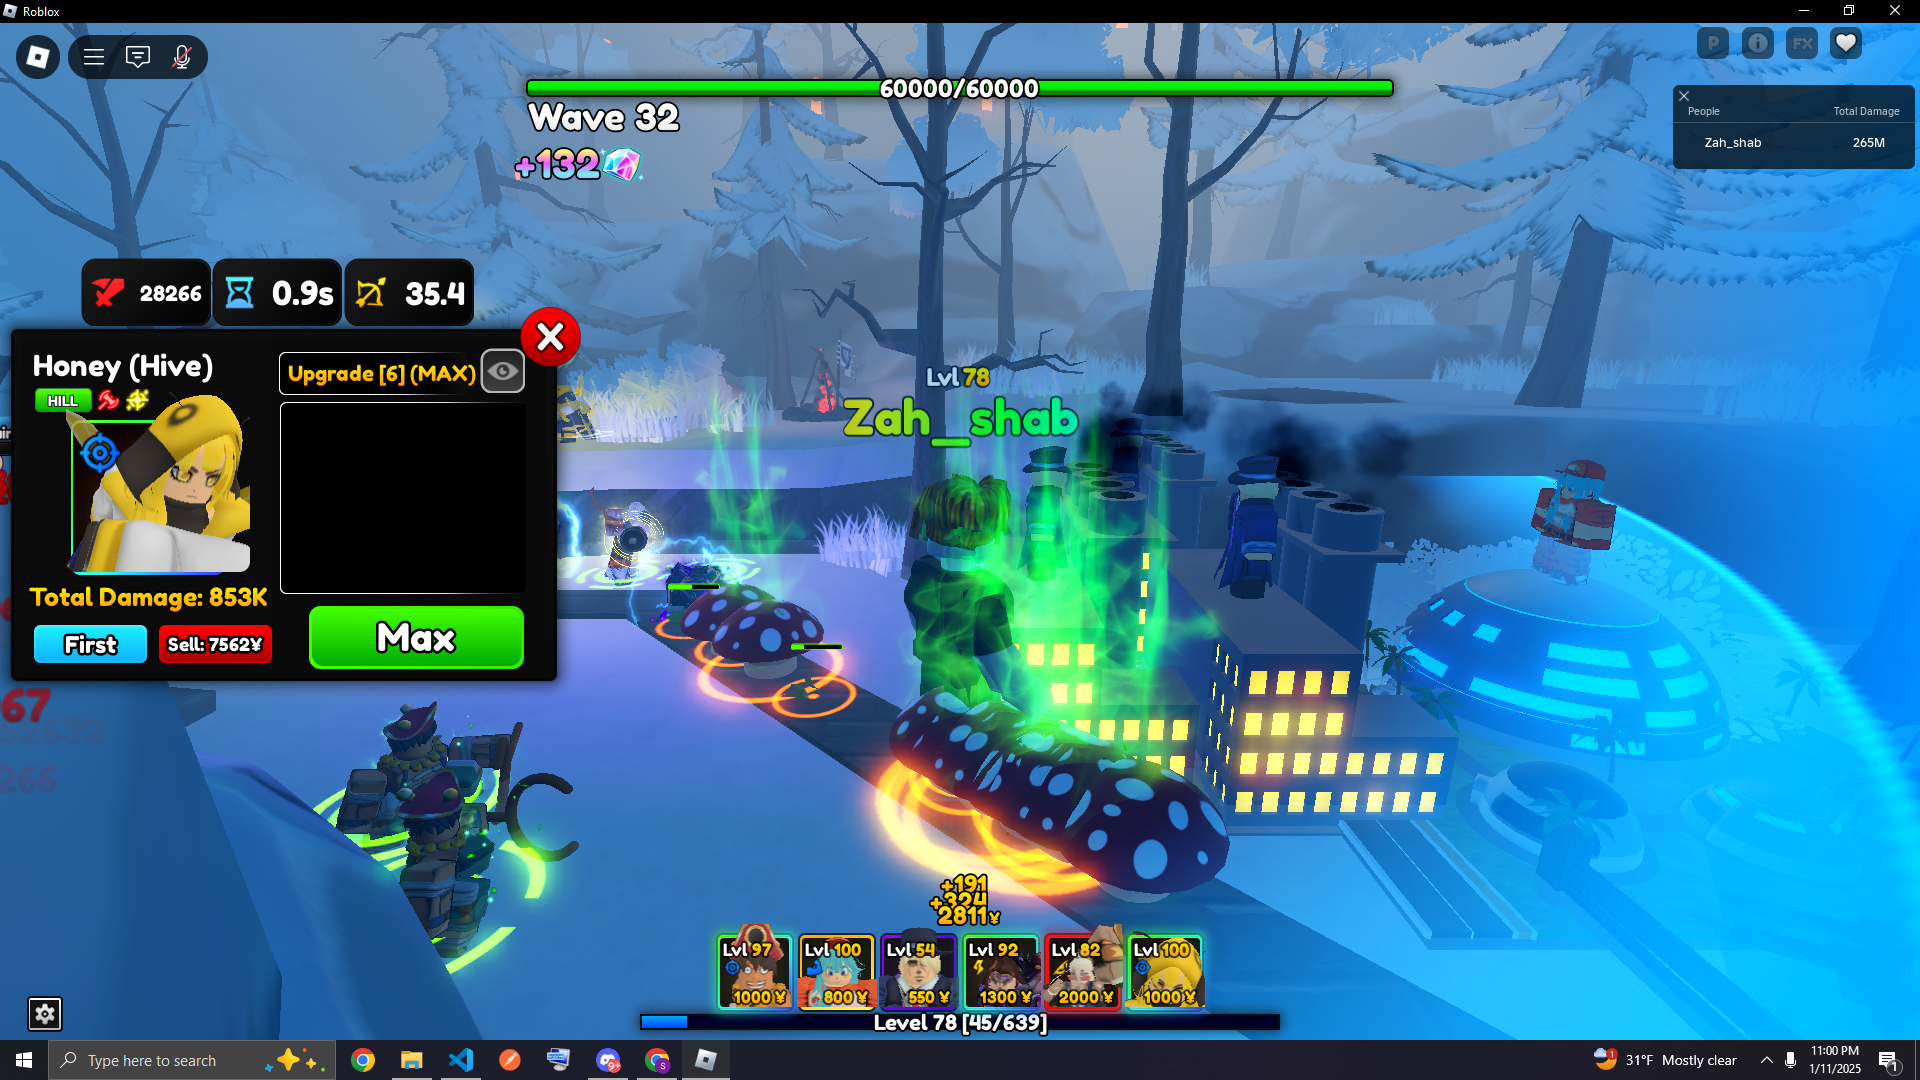 Roblox
P
FX
60000/60000
Wave 32
+132
People Total Damage
Zah_shab 265M
28266
0.9s
35.4
Honey (Hive)
HILL
Upgrade [6] (MAX)
Total Damage: 853K
First
Sell: 7562¥
Max
Lvl 78
Zah_shab
67
266
+191
+324
2811¥
Lvl 97
1000 ¥
Lvl 100
800 ¥
Lvl 54
550 ¥
Lvl 92
1300 ¥
Lvl 82
2000 ¥
Lvl 100
1000 ¥
Level 78 [45/639]
Type here to search
31°F Mostly clear
11:00 PM
1/11/2025